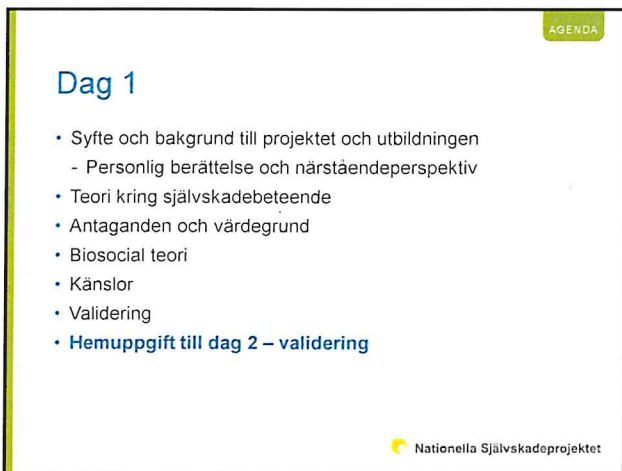 AGENDA
Dag 1
• Syfte och bakgrund till projektet och utbildningen
- Personlig berättelse och närståendeperspektiv
• Teori kring självskadebeteende
• Antaganden och värdegrund
• Biosocial teori
• Känslor
• Validering
• Hemuppgift till dag 2 – validering
Nationella Självskadeprojektet